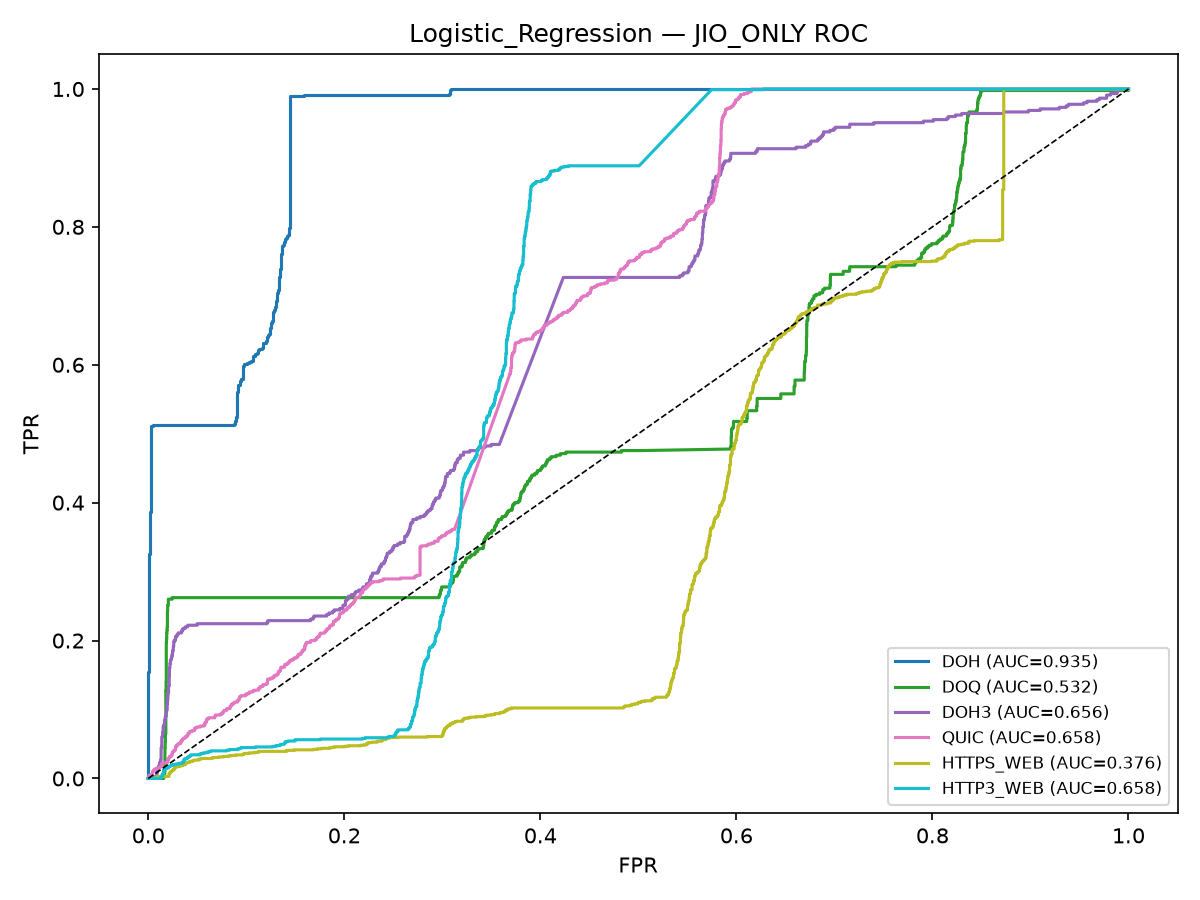 Logistic_Regression — JIO_ONLY ROC
1.0
0.8
0.6
0.4
0.2
0.0
TPR
0.0 0.2 0.4 0.6 0.8 1.0
FPR
DOH (AUC=0.935)
DOQ (AUC=0.532)
DOH3 (AUC=0.656)
QUIC (AUC=0.658)
HTTPS_WEB (AUC=0.376)
HTTP3_WEB (AUC=0.658)